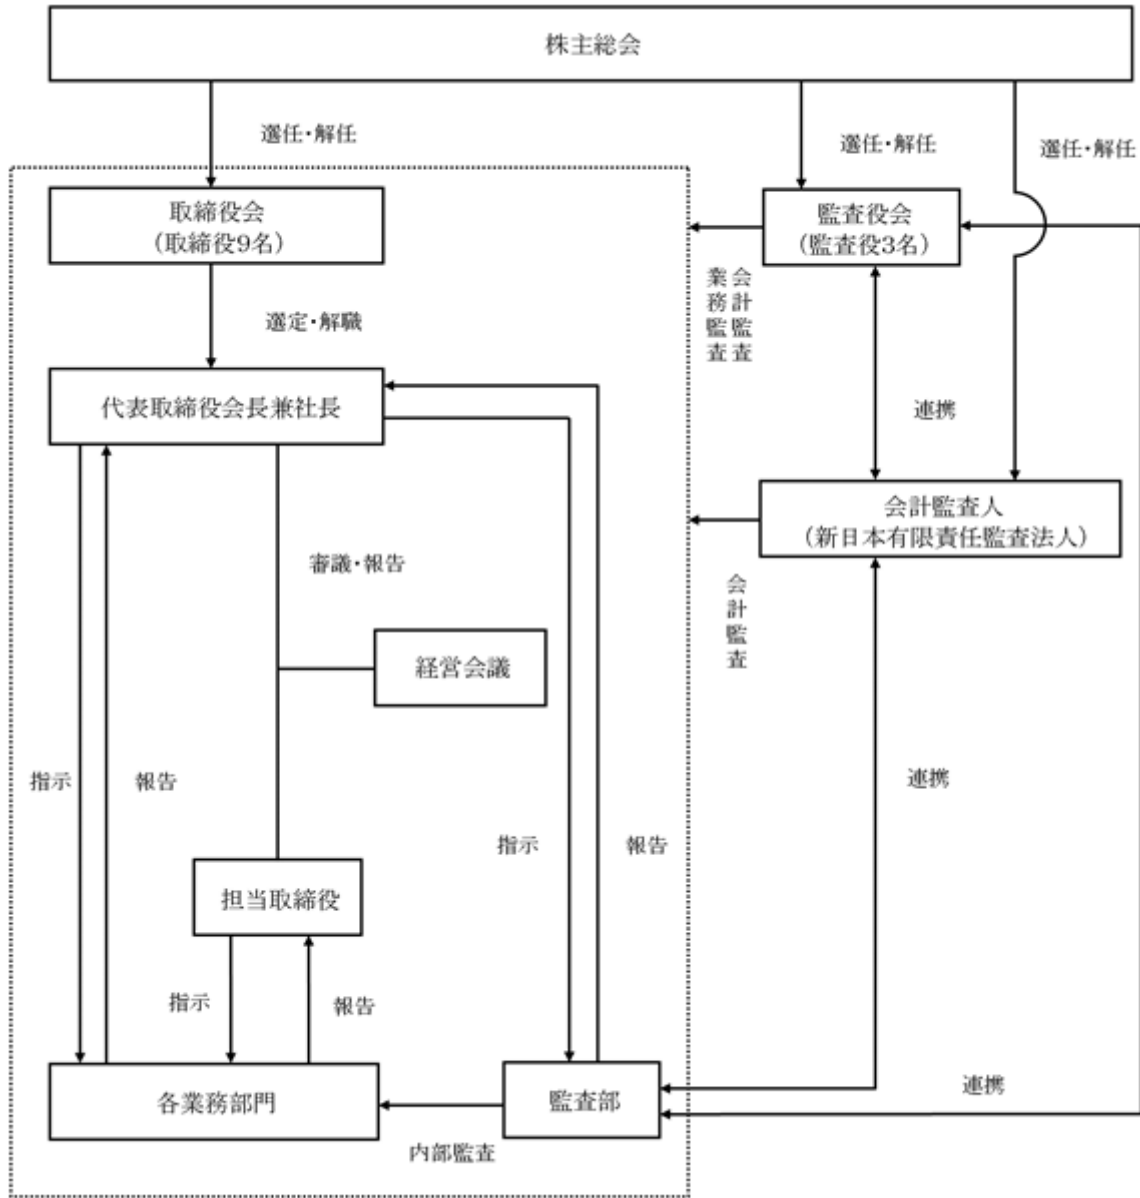 株主総会
選任・解任
選任・解任
選任・解任
取締役会
（取締役9名）
監査役会
（監査役3名）
選定・解職
会計監査
業務監査
代表取締役会長兼社長
連携
会計監査人
（新日本有限責任監査法人）
審議・報告
会計監査
経営会議
指示
報告
連携
指示
報告
担当取締役
指示
報告
各業務部門
監査部
連携
内部監査